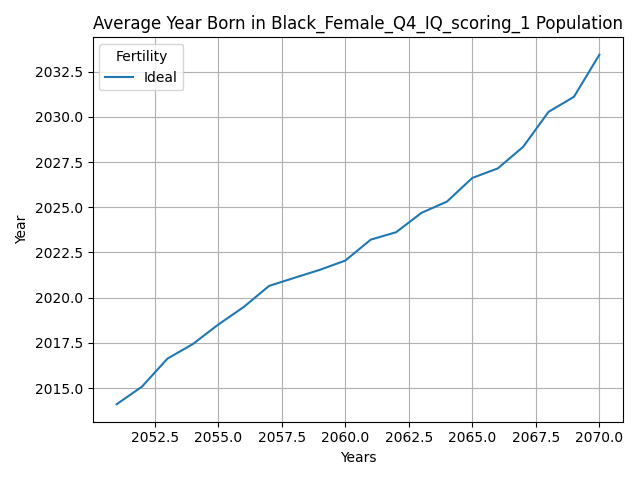 Average Year Born in Black_Female_Q4_IQ_scoring_1 Population
Fertility
Ideal
2032.5
2030.0
2027.5
2025.0
2022.5
2020.0
2017.5
2015.0
Year
2052.5 2055.0 2057.5 2060.0 2062.5 2065.0 2067.5 2070.0
Years